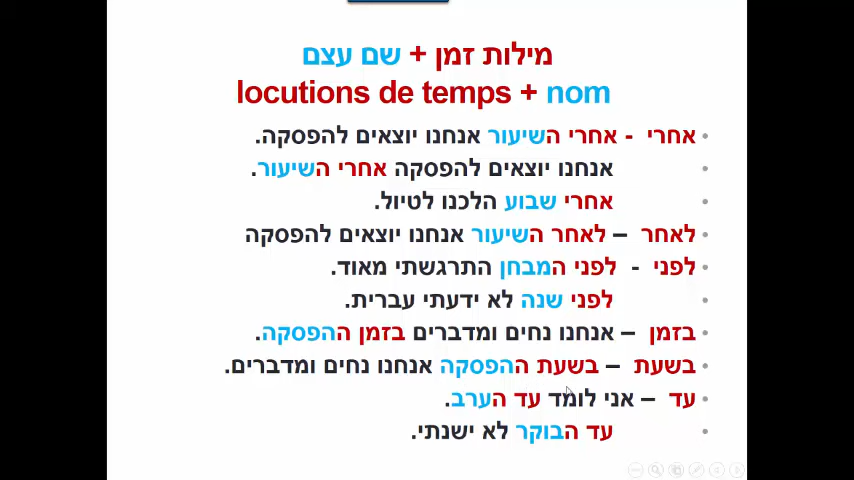 מילות זמן + שם עצם
locutions de temps + nom
אחרי - אחרי השיעור אנחנו יוצאים להפסקה.
אנחנו יוצאים להפסקה אחרי השיעור.
אחרי שבוע הלכנו לטיול.
לאחר – לאחר השיעור אנחנו יוצאים להפסקה
לפני - לפני המבחן התרגשתי מאוד.
לפני שנה לא ידעתי עברית.
בזמן – אנחנו נחים ומדברים בזמן ההפסקה.
בשעת – בשעת ההפסקה אנחנו נחים ומדברים.
עד – אני לומד עד הערב.
עד הבוקר לא ישנתי.